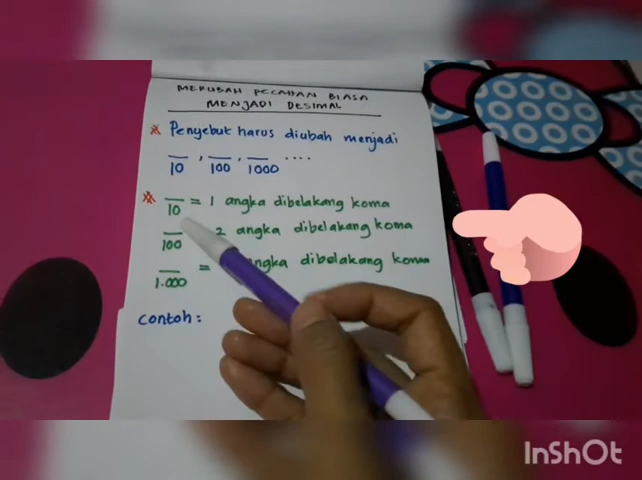 MERUBAH PECAHAN BIASA
MENJADI DESIMAL
* Penyebut harus diubah menjadi
— , — , — ....
10 100 1000
* — = 1 angka dibelakang koma
10
— 2 angka dibelakang koma
100
— = angka dibelakang koma
1.000
Contoh:
InShOt